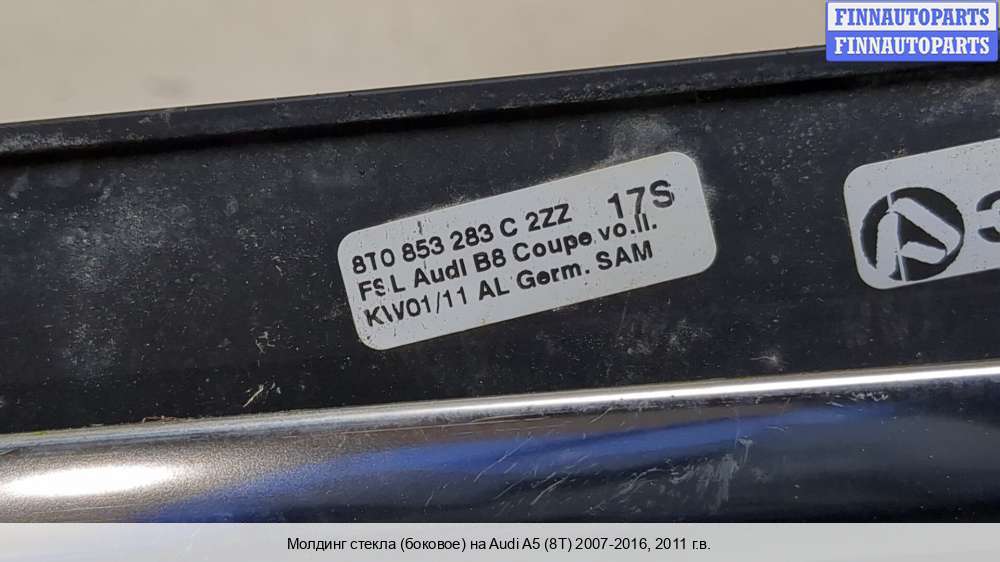 FINNAUTOPARTS
FINNAUTOPARTS
8T0 853 283 C 2ZZ 17S
FSL Audi B8 Coupe vo.li.
KW01/11 AL Germ. SAM
Молдинг стекла (боковое) на Audi A5 (8T) 2007-2016, 2011 г.в.